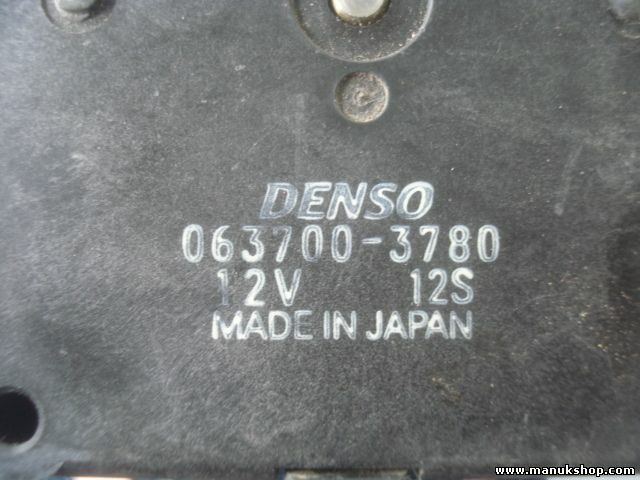 DENSO
063700-3780
12V 12S
MADE IN JAPAN
www.manukshop.com